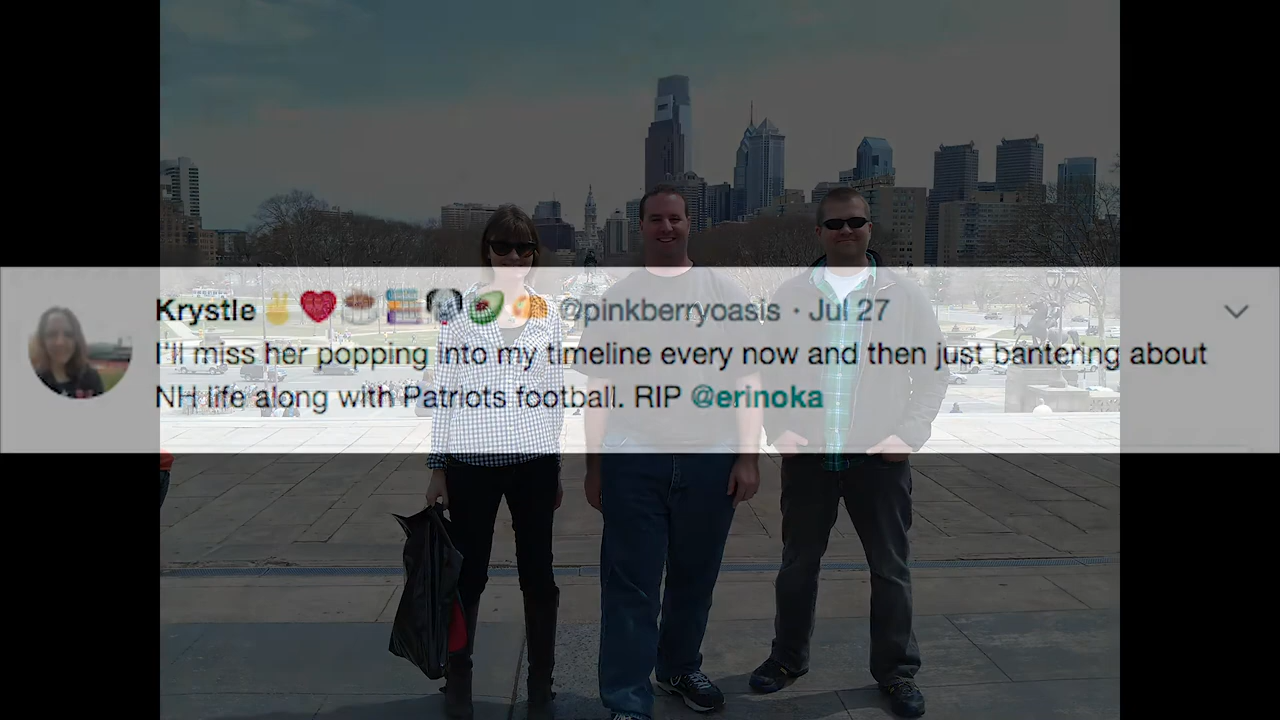 Krystle @pinkberryoasis · Jul 27
I'll miss her popping into my timeline every now and then just bantering about
NH life along with Patriots football. RIP @erinoka